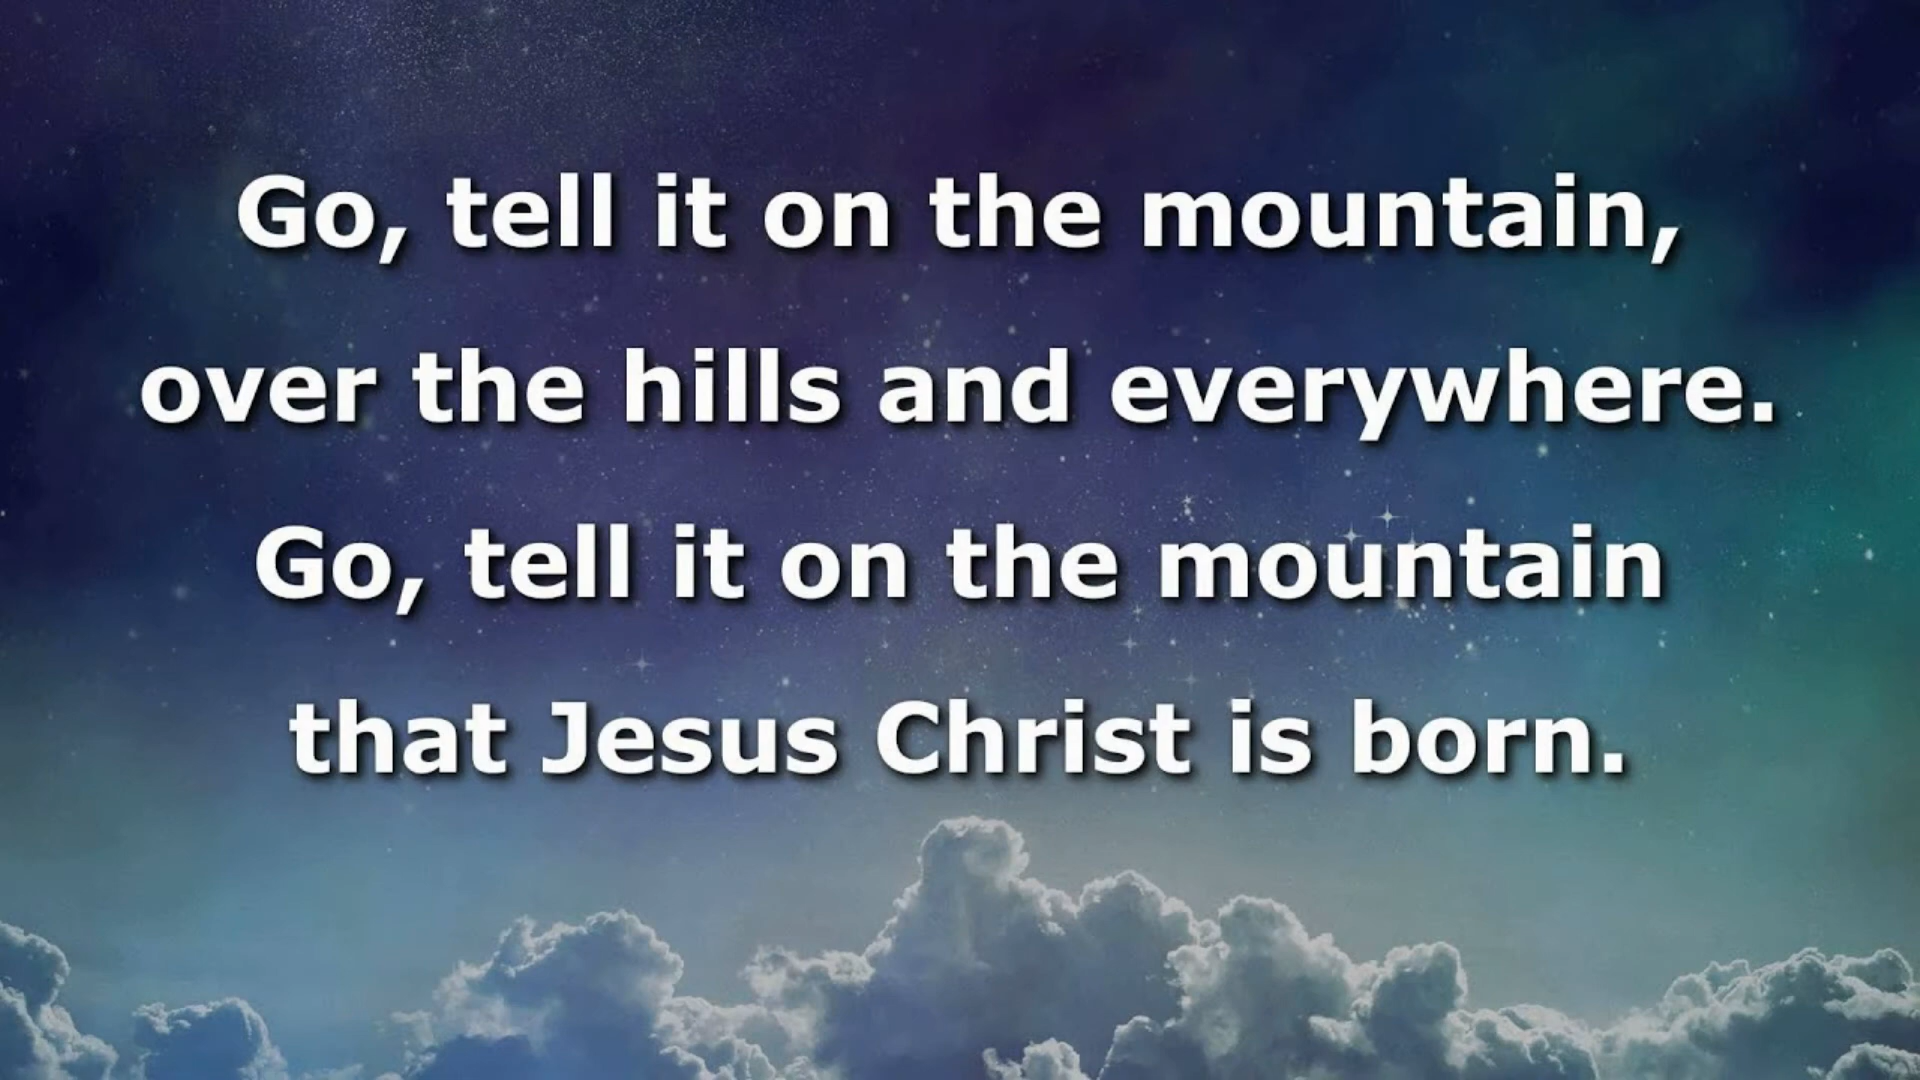 Go, tell it on the mountain,
over the hills and everywhere.
Go, tell it on the mountain
that Jesus Christ is born.